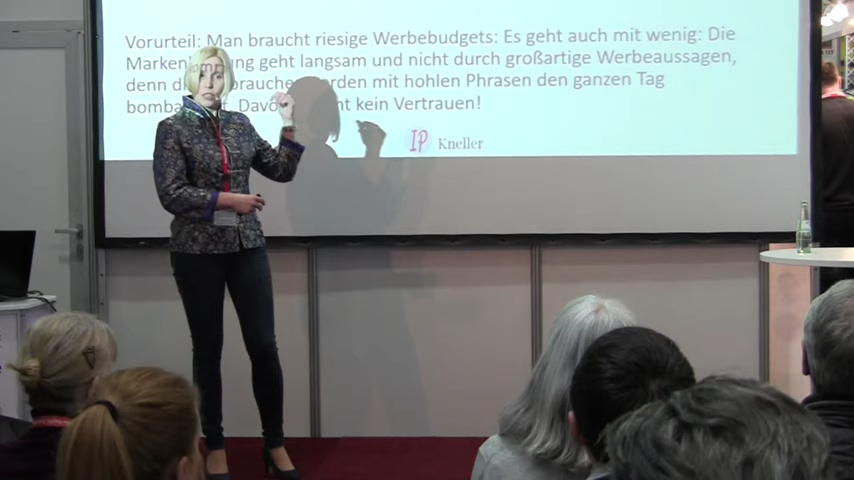 Vorurteil: Man braucht riesige Werbebudgets: Es geht auch mit wenig: Die
geht langsam und nicht durch großartige Werbeaussagen,
denn mit hohlen Phrasen den ganzen Tag
kein Vertrauen!
IP Kneller